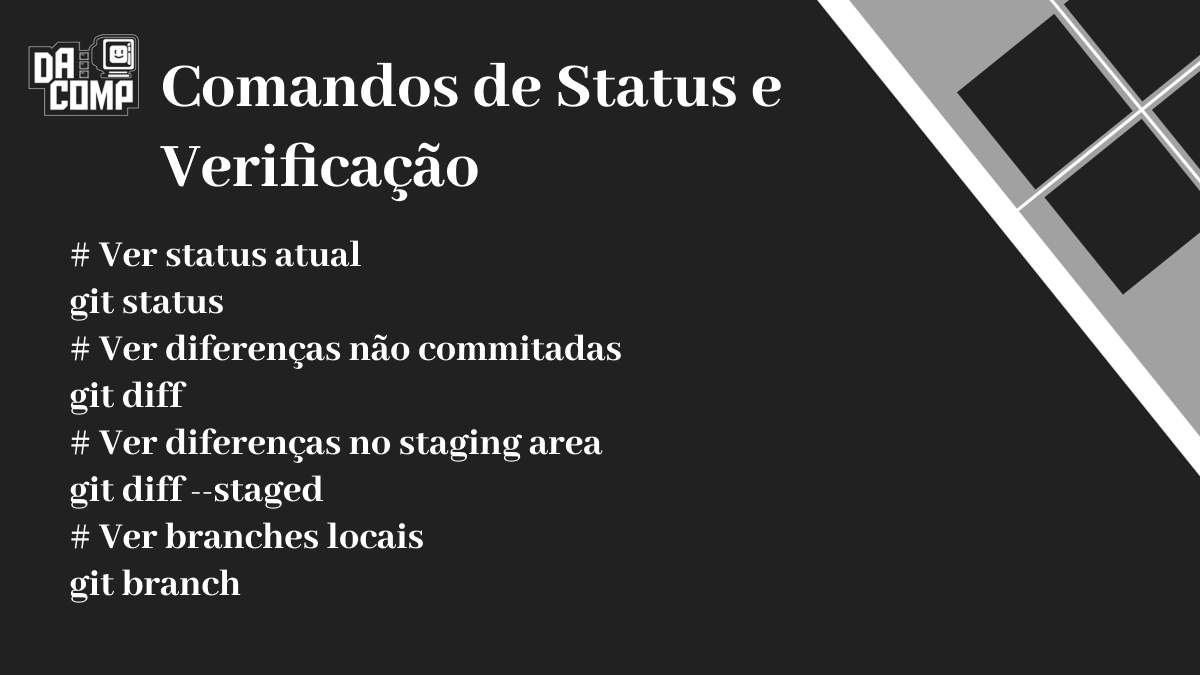 DA
COMP
Comandos de Status e
Verificação
# Ver status atual
git status
# Ver diferenças não commitadas
git diff
# Ver diferenças no staging area
git diff --staged
# Ver branches locais
git branch